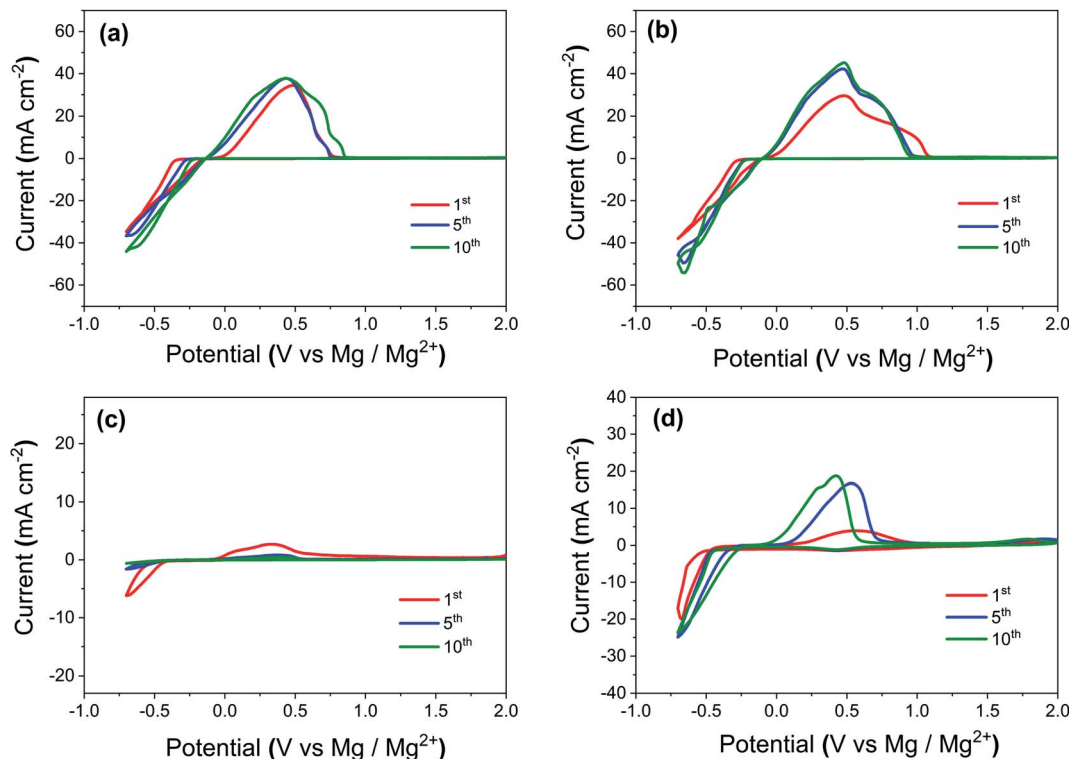 (a)
60
40
20
0
-20
-40
-60
Current (mA cm⁻²)
1ˢᵗ
5ᵗʰ
10ᵗʰ
-1.0 -0.5 0.0 0.5 1.0 1.5 2.0
Potential (V vs Mg / Mg²⁺)
(b)
60
40
20
0
-20
-40
-60
Current (mA cm⁻²)
1ˢᵗ
5ᵗʰ
10ᵗʰ
-1.0 -0.5 0.0 0.5 1.0 1.5 2.0
Potential (V vs Mg / Mg²⁺)
(c)
20
10
0
-10
-20
Current (mA cm⁻²)
1ˢᵗ
5ᵗʰ
10ᵗʰ
-1.0 -0.5 0.0 0.5 1.0 1.5 2.0
Potential (V vs Mg / Mg²⁺)
(d)
40
30
20
10
0
-10
-20
-30
-40
Current (mA cm⁻²)
1ˢᵗ
5ᵗʰ
10ᵗʰ
-1.0 -0.5 0.0 0.5 1.0 1.5 2.0
Potential (V vs Mg / Mg²⁺)